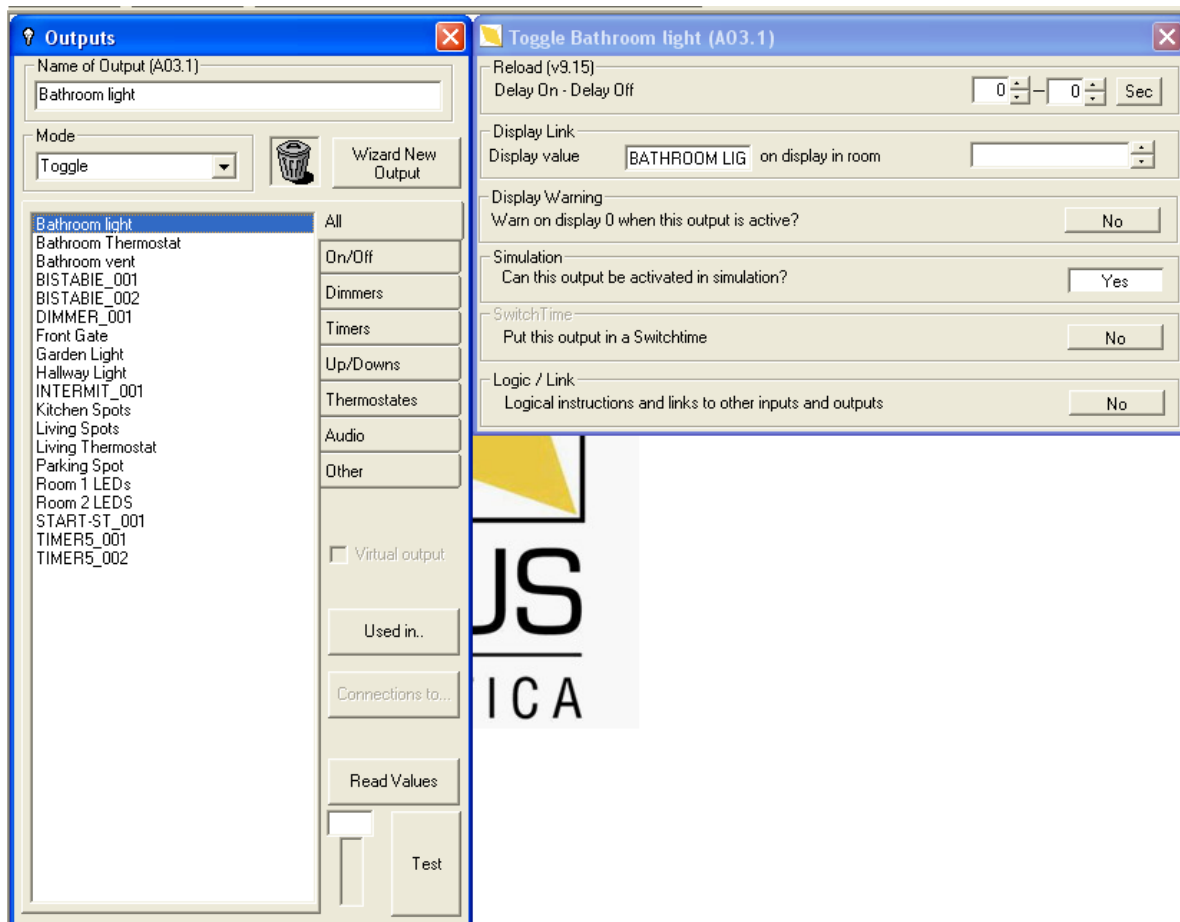 Outputs
Name of Output (A03.1)
Bathroom light
Mode
Toggle
Wizard New
Output
Bathroom light
Bathroom Thermostat
Bathroom vent
BISTABIE_001
BISTABIE_002
DIMMER_001
Front Gate
Garden Light
Hallway Light
INTERMIT_001
Kitchen Spots
Living Spots
Living Thermostat
Parking Spot
Room 1 LEDs
Room 2 LEDS
START-ST_001
TIMER5_001
TIMER5_002
All
On/Off
Dimmers
Timers
Up/Downs
Thermostates
Audio
Other
Virtual output
Used in..
Connections to...
Read Values
Test
Toggle Bathroom light (A03.1)
Reload (v9.15)
Delay On - Delay Off 0 – 0 Sec
Display Link
Display value BATHROOM LIG on display in room
Display Warning
Warn on display 0 when this output is active? No
Simulation
Can this output be activated in simulation? Yes
SwitchTime
Put this output in a Switchtime No
Logic / Link
Logical instructions and links to other inputs and outputs No
US
ICA